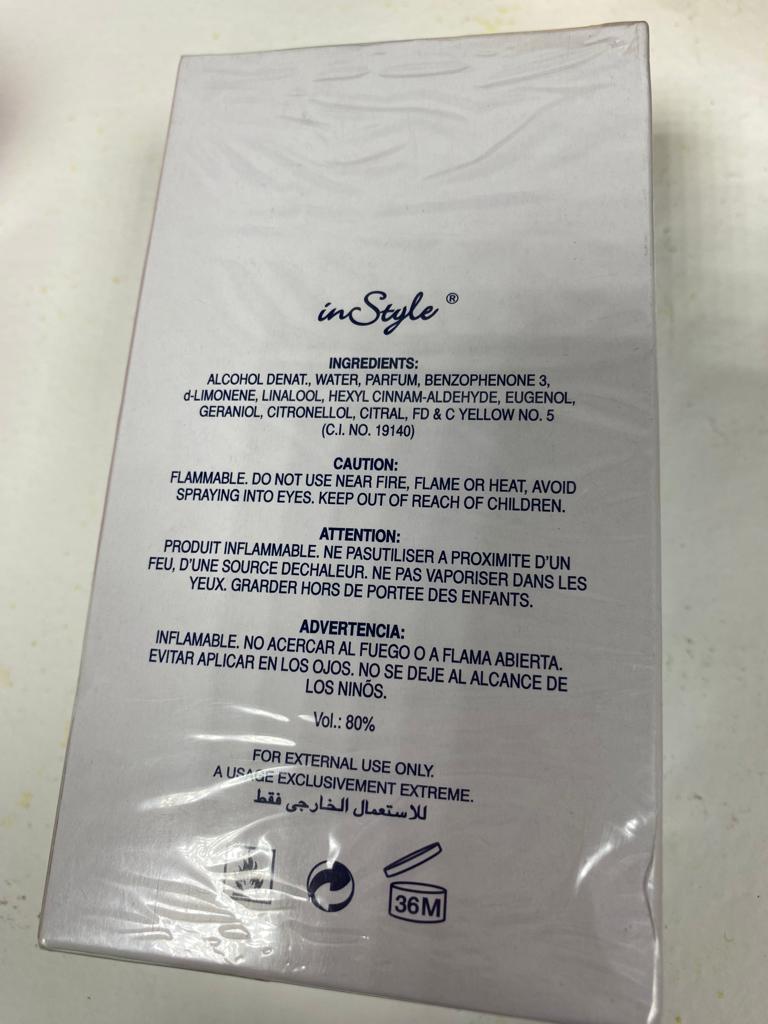 inStyle ®
INGREDIENTS:
ALCOHOL DENAT., WATER, PARFUM, BENZOPHENONE 3,
d-LIMONENE, LINALOOL, HEXYL CINNAM-ALDEHYDE, EUGENOL,
GERANIOL, CITRONELLOL, CITRAL, FD & C YELLOW NO. 5
(C.I. NO. 19140)
CAUTION:
FLAMMABLE. DO NOT USE NEAR FIRE, FLAME OR HEAT, AVOID
SPRAYING INTO EYES. KEEP OUT OF REACH OF CHILDREN.
ATTENTION:
PRODUIT INFLAMMABLE. NE PASUTILISER A PROXIMITE D'UN
FEU, D'UNE SOURCE DECHALEUR. NE PAS VAPORISER DANS LES
YEUX. GRARDER HORS DE PORTEE DES ENFANTS.
ADVERTENCIA:
INFLAMABLE. NO ACERCAR AL FUEGO O A FLAMA ABIERTA.
EVITAR APLICAR EN LOS OJOS. NO SE DEJE AL ALCANCE DE
LOS NINÕS.
Vol.: 80%
FOR EXTERNAL USE ONLY.
A USAGE EXCLUSIVEMENT EXTREME.
للاستعمال الخارجى فقط
36M